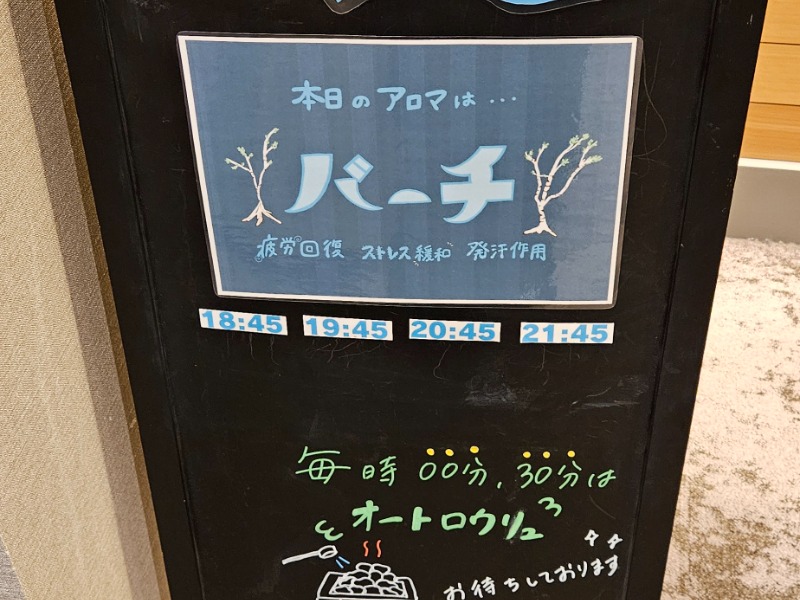 本日のアロマは…
バーチ
疲労回復 ストレス緩和 発汗作用
18:45 19:45 20:45 21:45
毎時 00分, 30分は
オートロウリュ
お待ちしております